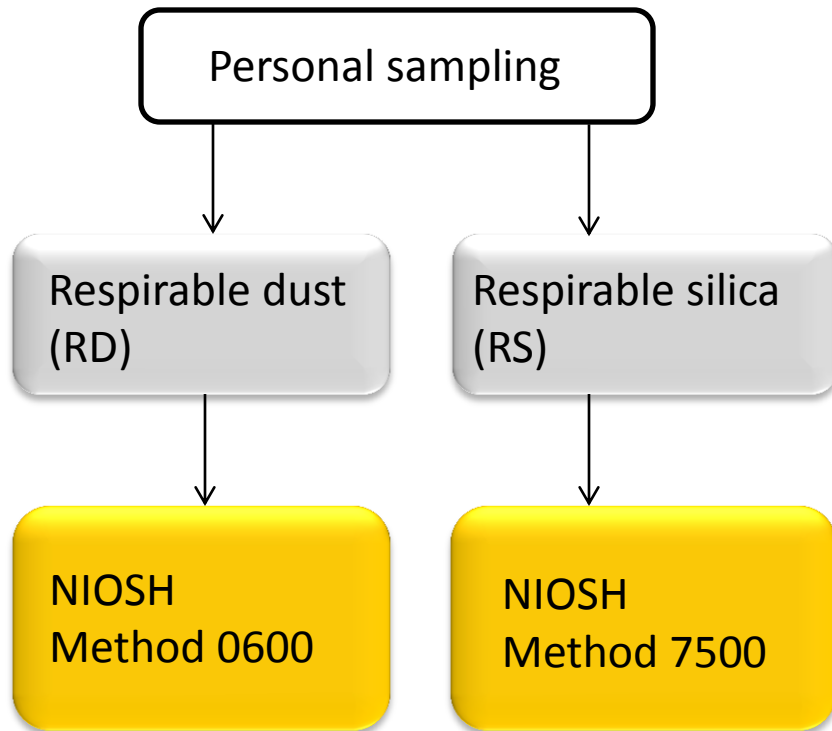 Personal sampling
Respirable dust
(RD)
Respirable silica
(RS)
NIOSH
Method 0600
NIOSH
Method 7500